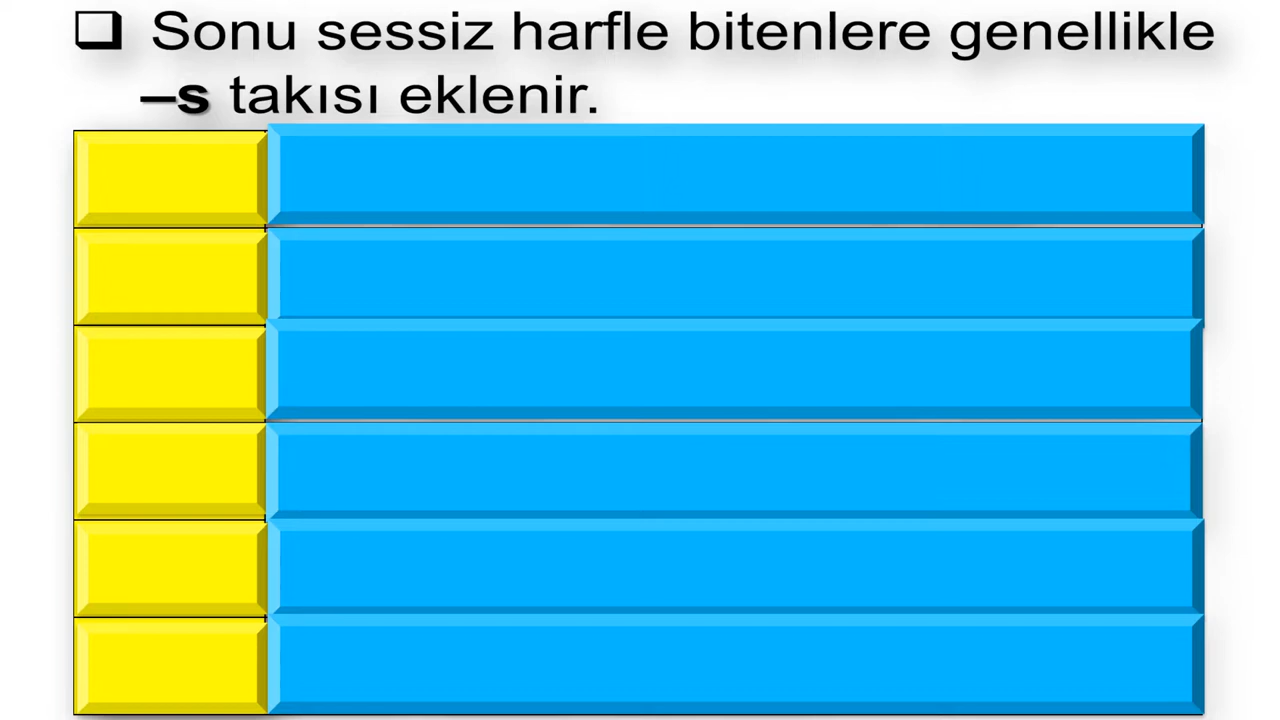 ❑ Sonu sessiz harfle bitenlere genellikle
–s takısı eklenir.